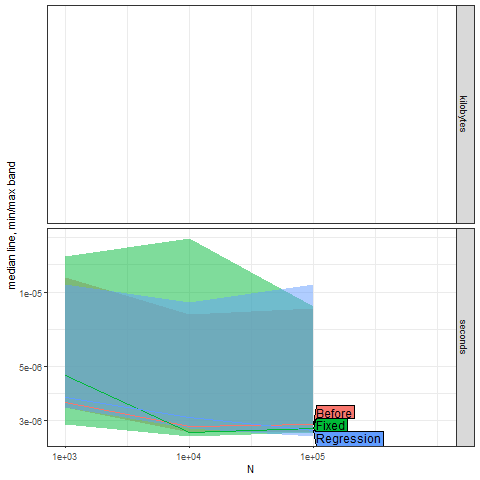 median line, min/max band
kilobytes
seconds
1e-05
5e-06
3e-06
Before
Fixed
Regression
1e+03
1e+04
1e+05
N